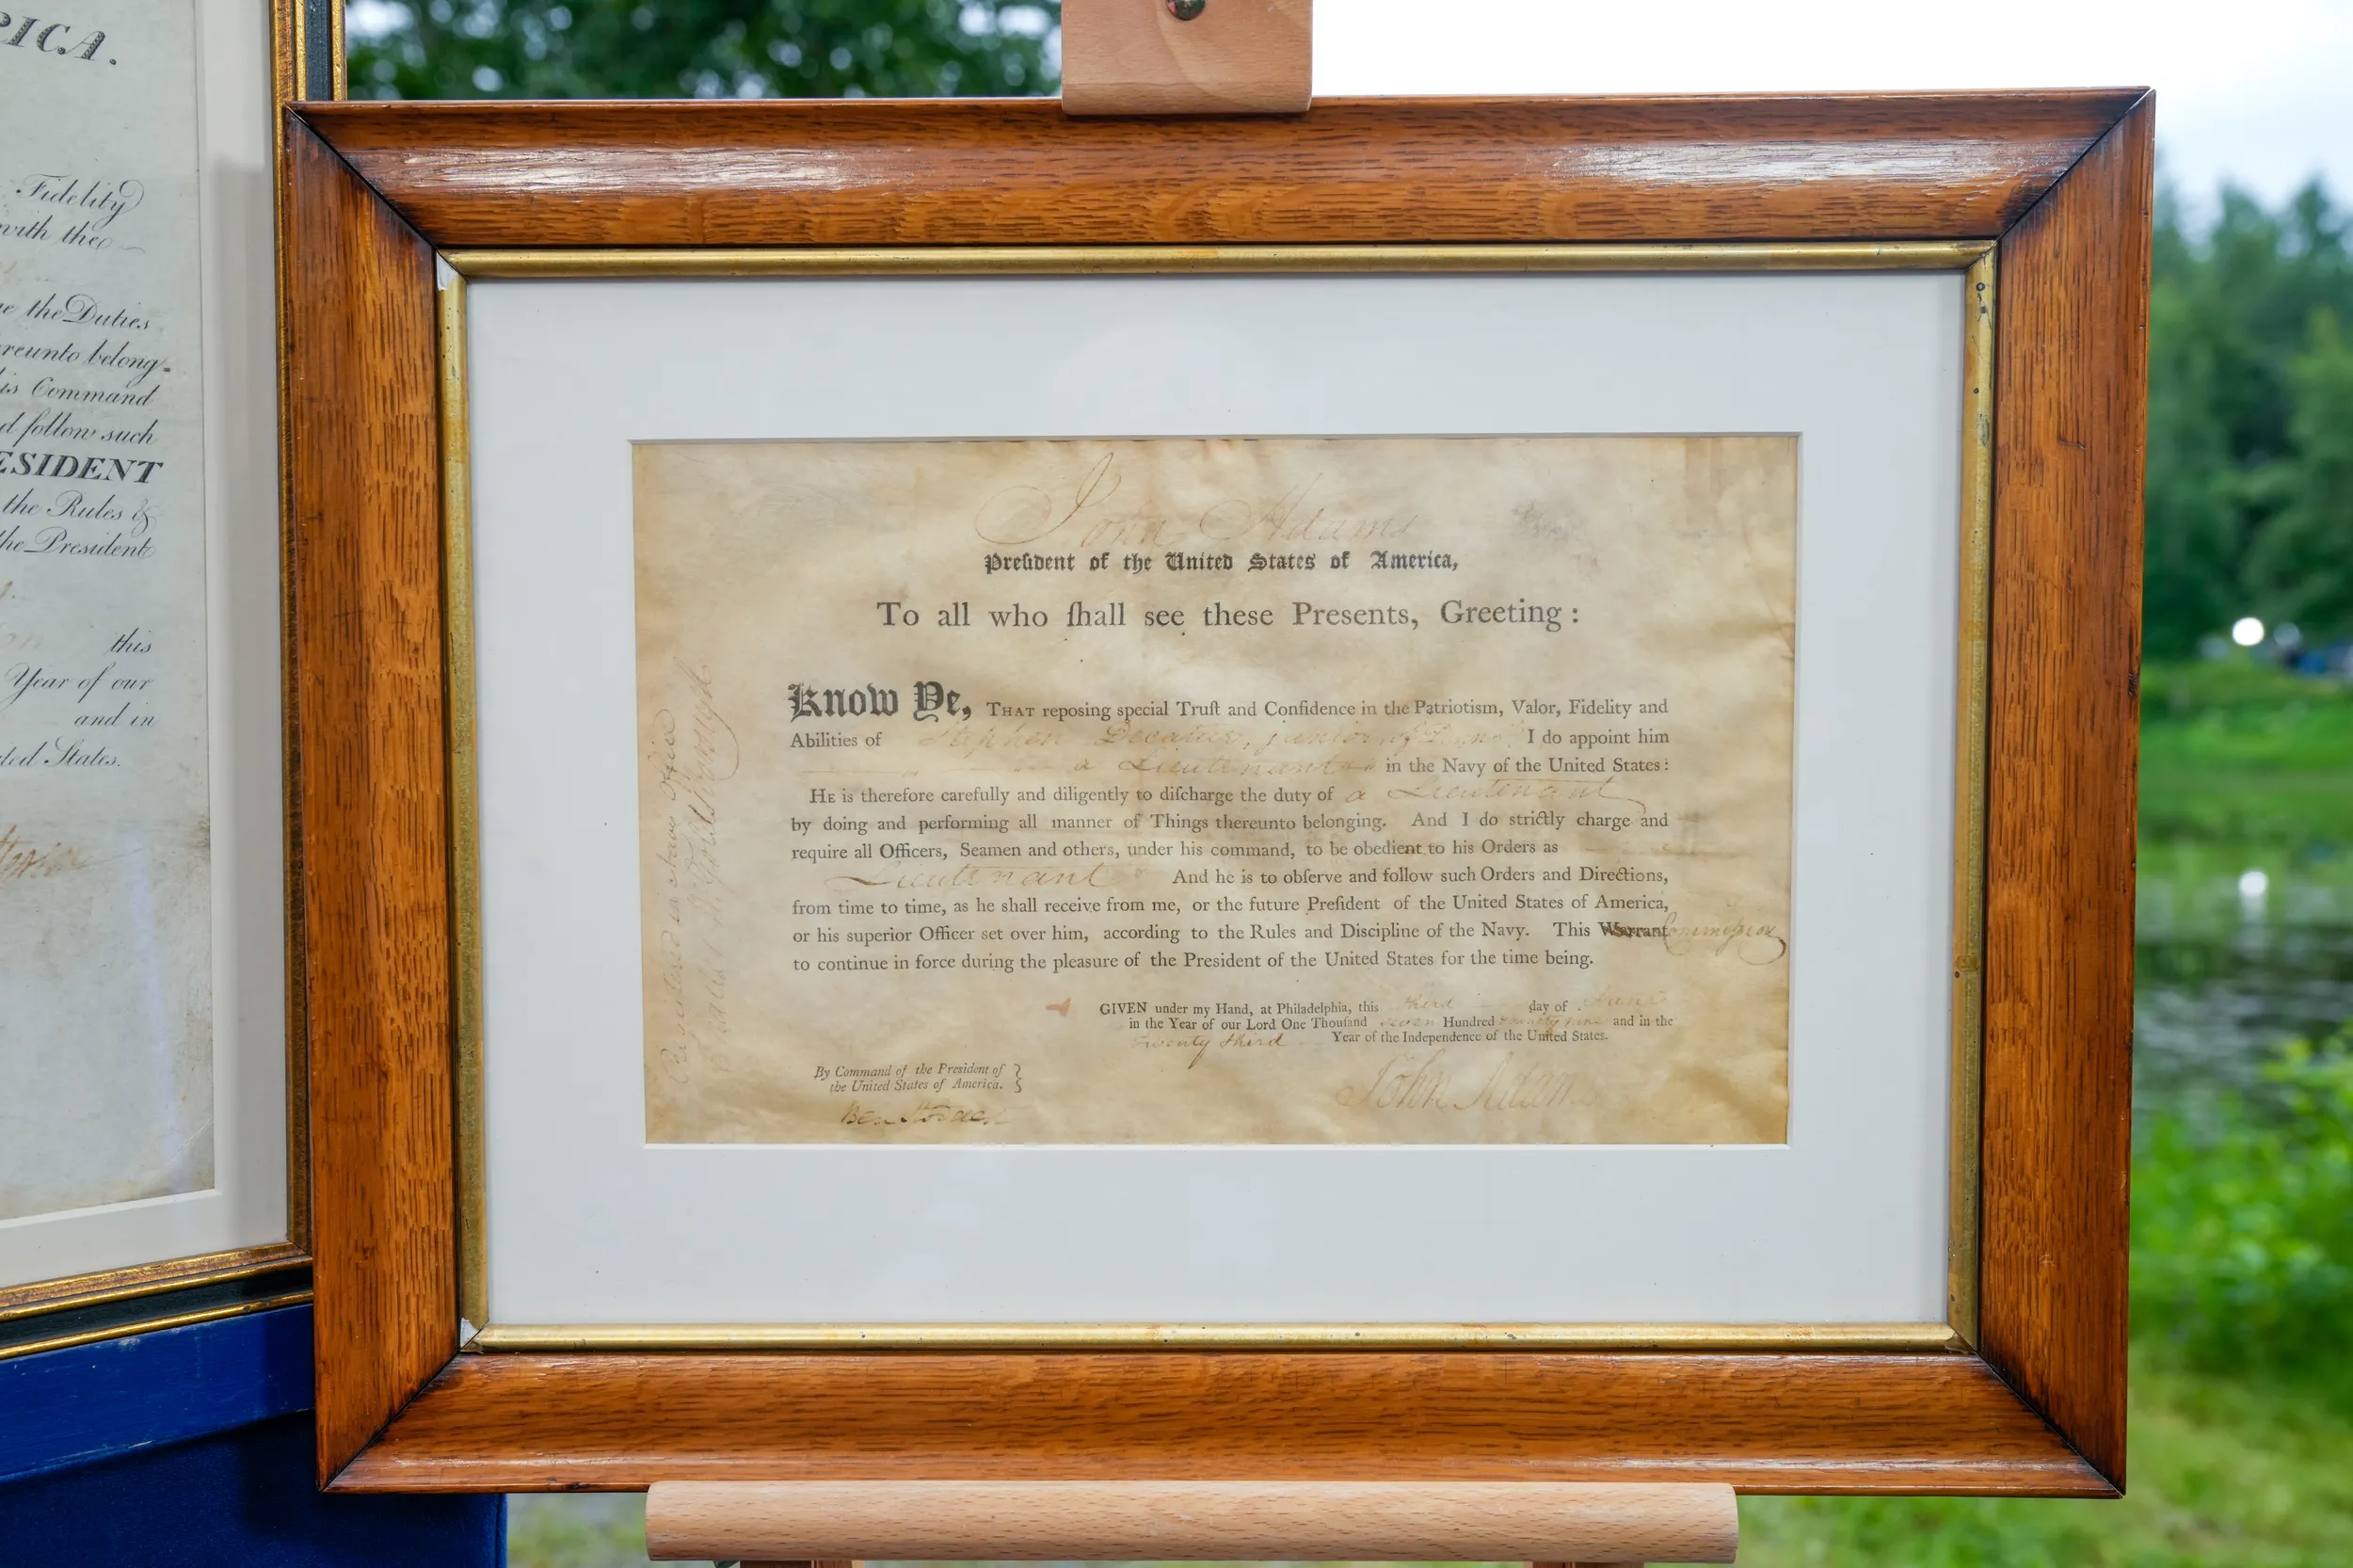 PICA.
Fidelity
with the
e the Duties
reunto belong=
is Command
d follow such
ESIDENT
the Rules &
the President
this
Year of our
and in
ted States.
John Adams
Preſident of the United States of America,
To all who ſhall see these Presents, Greeting:
Know Ye, THAT reposing special Truſt and Confidence in the Patriotism, Valor, Fidelity and
Abilities of Stephen Decatur, junior, of I do appoint him
a Lieutenant in the Navy of the United States:
HE is therefore carefully and diligently to diſcharge the duty of a Lieutenant
by doing and performing all manner of Things thereunto belonging. And I do strictly charge and
require all Officers, Seamen and others, under his command, to be obedient to his Orders as
Lieutenant And he is to obſerve and follow such Orders and Directions,
from time to time, as he shall receive from me, or the future Preſident of the United States of America,
or his superior Officer set over him, according to the Rules and Discipline of the Navy. This Warrant Commission
to continue in force during the pleasure of the President of the United States for the time being.
GIVEN under my Hand, at Philadelphia, this third day of June
in the Year of our Lord One Thouſand seven Hundred ninety nine and in the
twenty third Year of the Independence of the United States.
By Command of the President of
the United States of America.
Ben Stoddert
John Adams